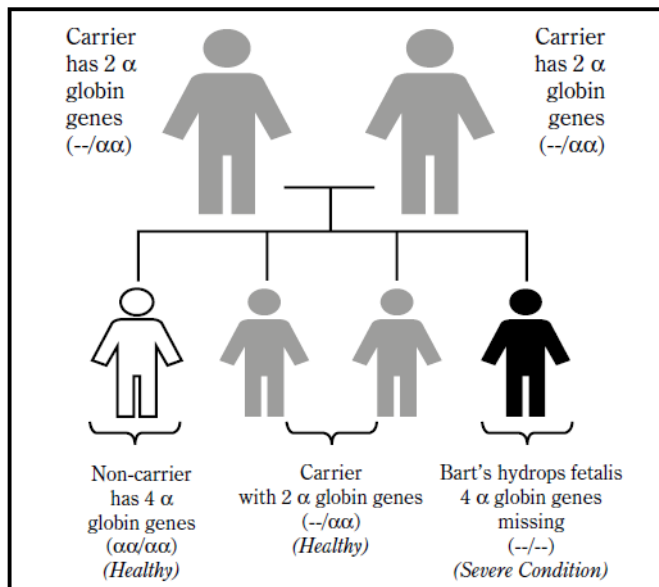 Carrier
has 2 α
globin
genes
(--/αα)
Carrier
has 2 α
globin
genes
(--/αα)
Non-carrier
has 4 α
globin genes
(αα/αα)
(Healthy)
Carrier
with 2 α globin genes
(--/αα)
(Healthy)
Bart's hydrops fetalis
4 α globin genes
missing
(--/--)
(Severe Condition)